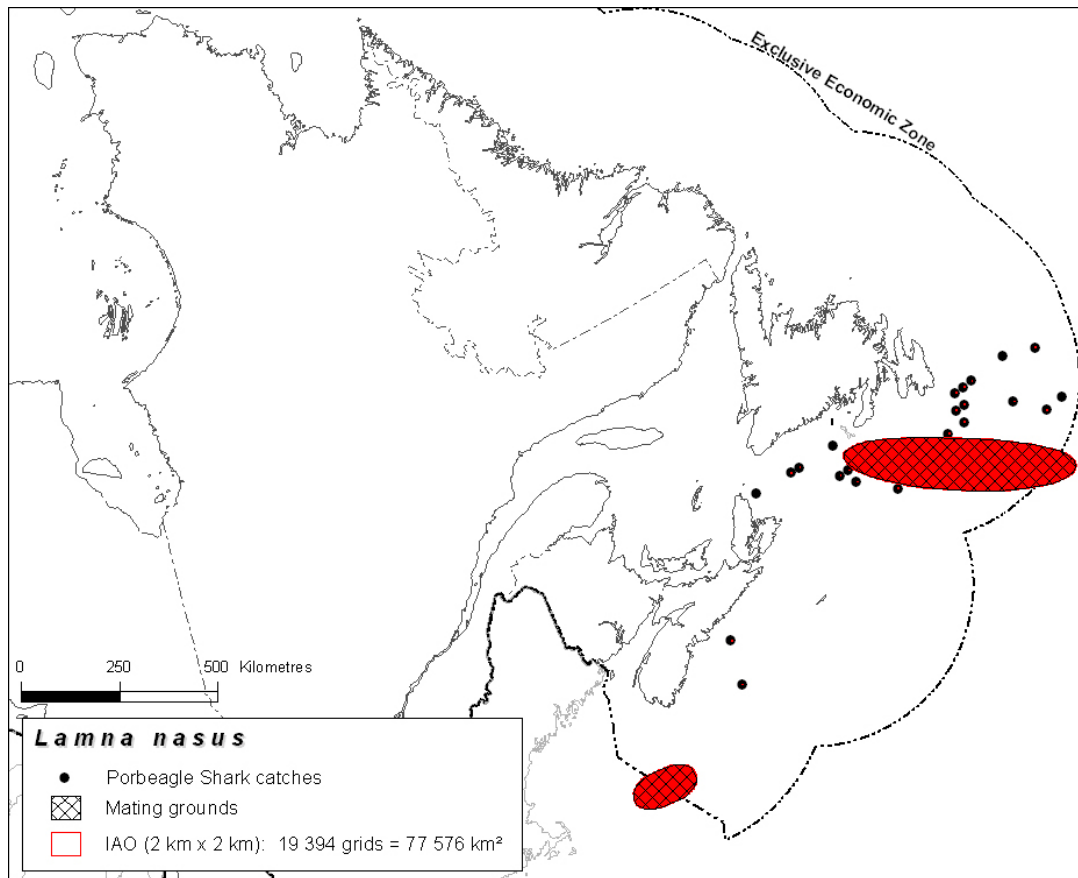 Exclusive Economic Zone
0 250 500 Kilometres
Lamna nasus
Porbeagle Shark catches
Mating grounds
IAO (2 km x 2 km): 19 394 grids = 77 576 km²